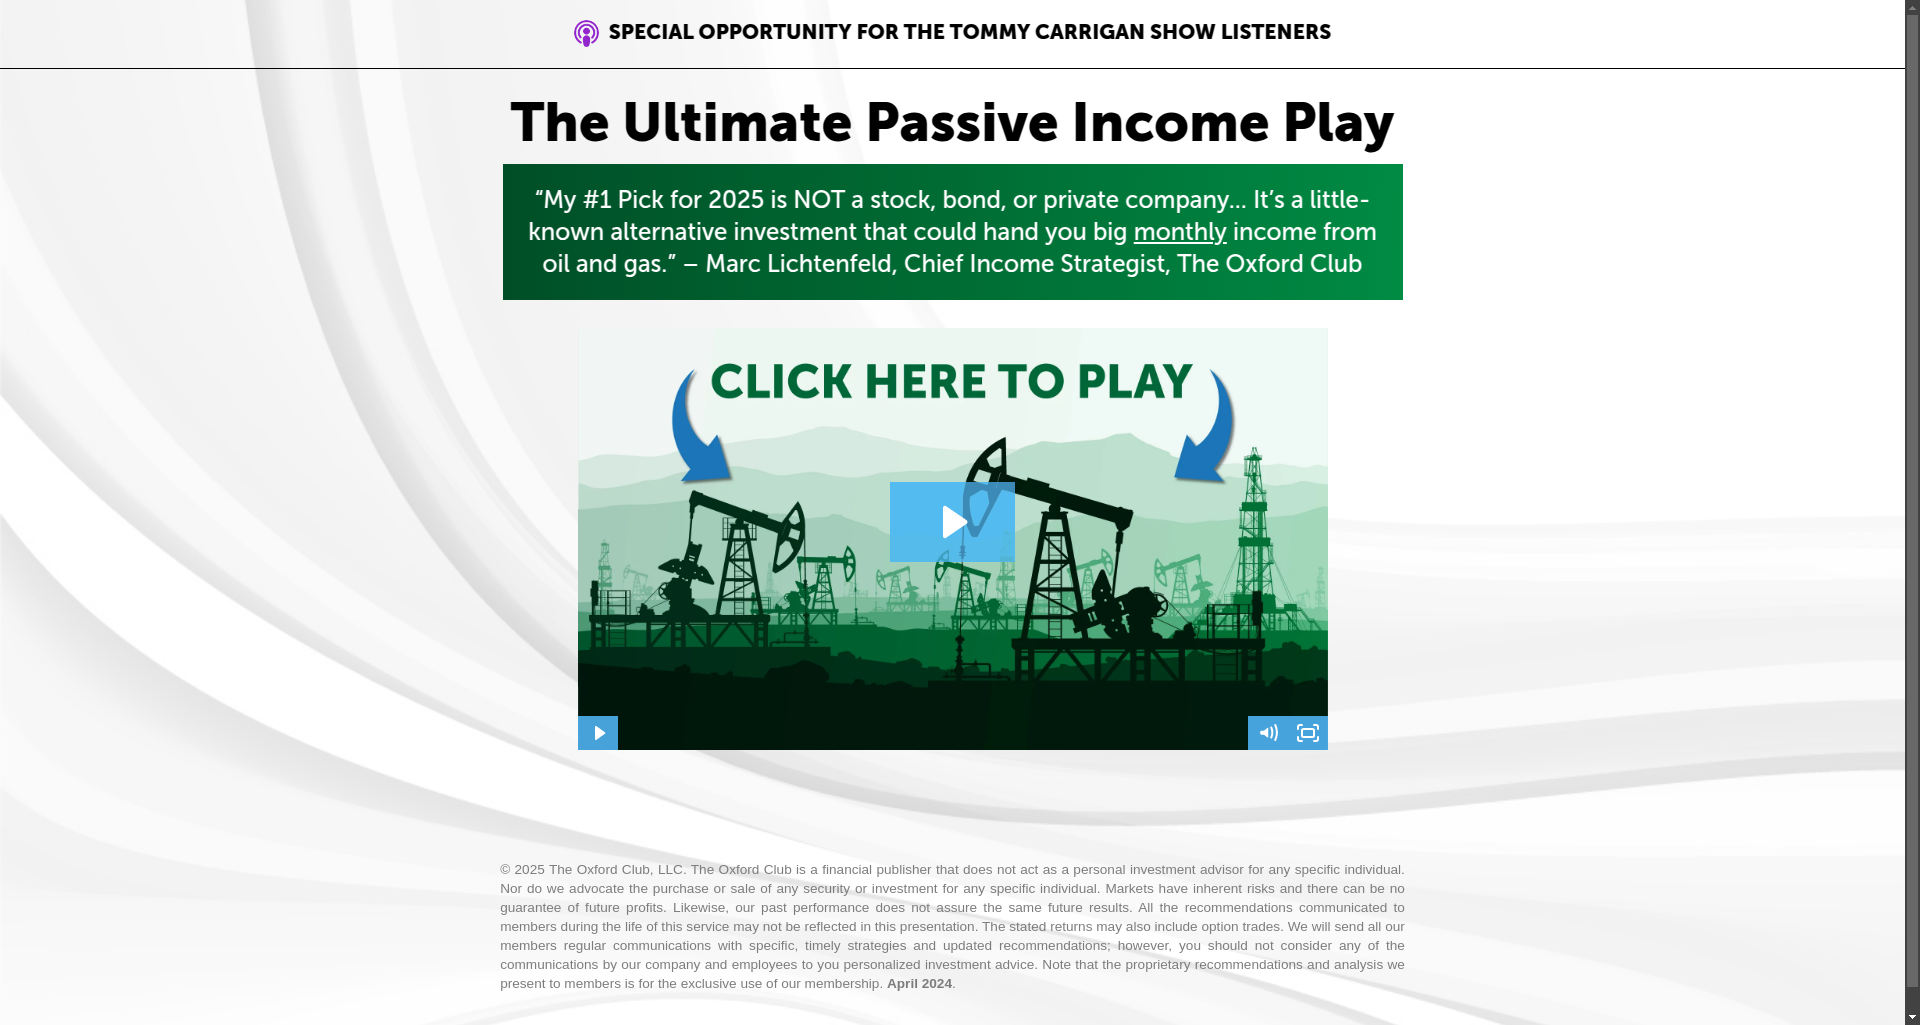 SPECIAL OPPORTUNITY FOR THE TOMMY CARRIGAN SHOW LISTENERS
The Ultimate Passive Income Play
“My #1 Pick for 2025 is NOT a stock, bond, or private company... It’s a little-
known alternative investment that could hand you big monthly income from
oil and gas.” – Marc Lichtenfeld, Chief Income Strategist, The Oxford Club
CLICK HERE TO PLAY
© 2025 The Oxford Club, LLC. The Oxford Club is a financial publisher that does not act as a personal investment advisor for any specific individual.
Nor do we advocate the purchase or sale of any security or investment for any specific individual. Markets have inherent risks and there can be no
guarantee of future profits. Likewise, our past performance does not assure the same future results. All the recommendations communicated to
members during the life of this service may not be reflected in this presentation. The stated returns may also include option trades. We will send all our
members regular communications with specific, timely strategies and updated recommendations; however, you should not consider any of the
communications by our company and employees to you personalized investment advice. Note that the proprietary recommendations and analysis we
present to members is for the exclusive use of our membership. April 2024.